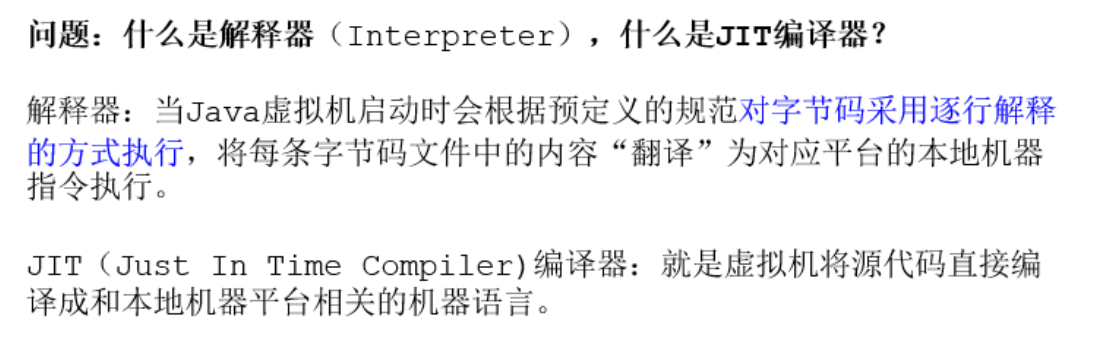 问题：什么是解释器（Interpreter），什么是JIT编译器？
解释器：当Java虚拟机启动时会根据预定义的规范对字节码采用逐行解释
的方式执行，将每条字节码文件中的内容“翻译”为对应平台的本地机器
指令执行。
JIT（Just In Time Compiler)编译器：就是虚拟机将源代码直接编
译成和本地机器平台相关的机器语言。